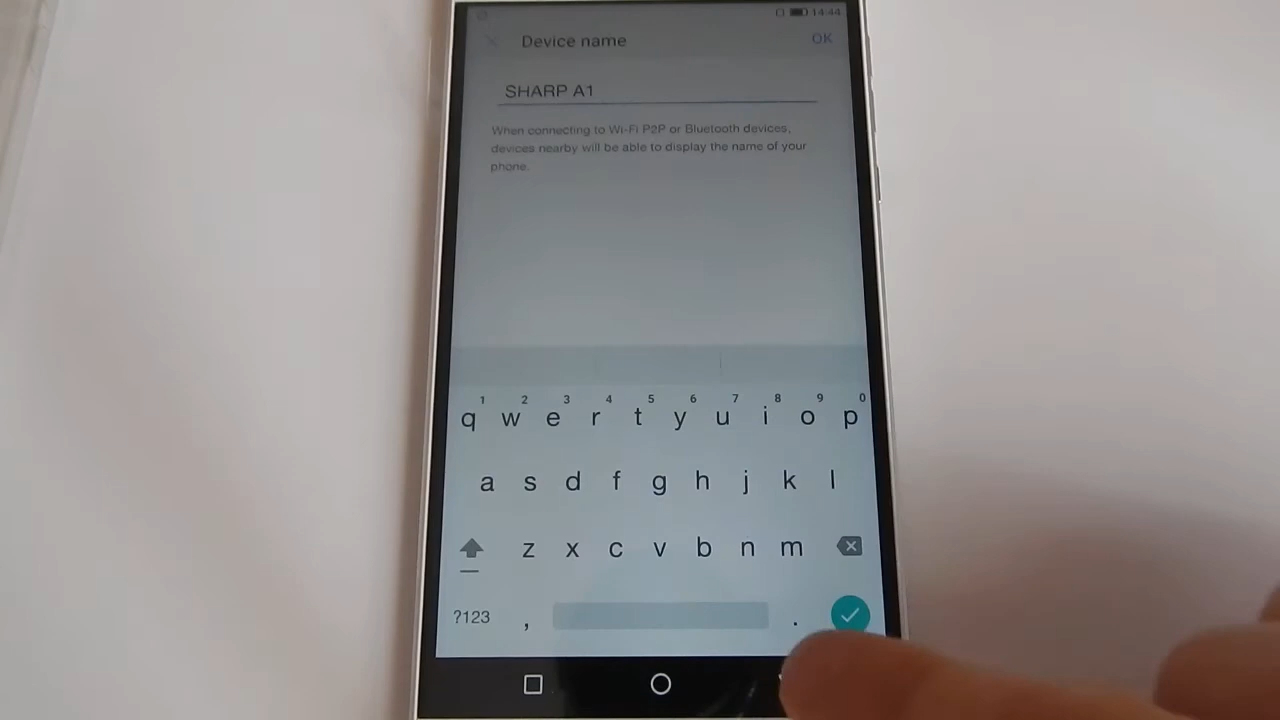 14:44
Device name OK
SHARP A1
When connecting to Wi-Fi P2P or Bluetooth devices,
devices nearby will be able to display the name of your
phone.
1 2 3 4 5 6 7 8 9 0
q w e r t y u i o p
a s d f g h j k l
z x c v b n m
?123 , .